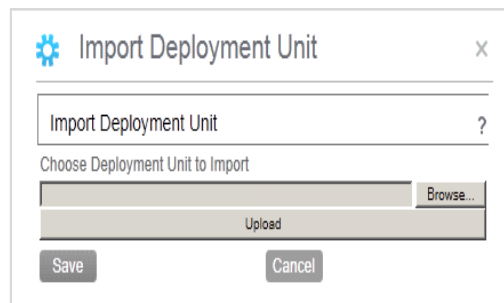 Import Deployment Unit ×
Import Deployment Unit ?
Choose Deployment Unit to Import
Browse...
Upload
Save Cancel